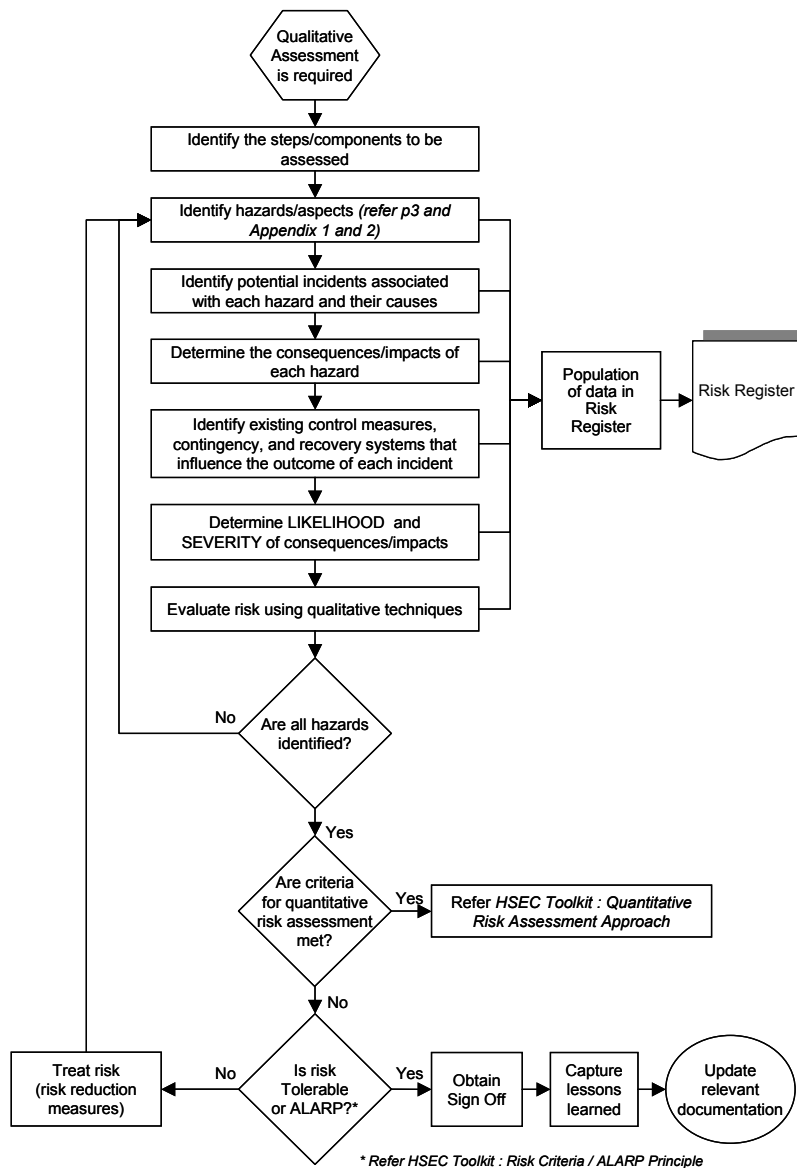 Qualitative
Assessment
is required
Identify the steps/components to be
assessed
Identify hazards/aspects (refer p3 and
Appendix 1 and 2)
Identify potential incidents associated
with each hazard and their causes
Determine the consequences/impacts of
each hazard
Identify existing control measures,
contingency, and recovery systems that
influence the outcome of each incident
Determine LIKELIHOOD and
SEVERITY of consequences/impacts
Evaluate risk using qualitative techniques
Population
of data in
Risk
Register
Risk Register
No
Are all hazards
identified?
Yes
Are criteria
for quantitative
risk assessment
met?
Yes
Refer HSEC Toolkit : Quantitative
Risk Assessment Approach
No
Treat risk
(risk reduction
measures)
No
Is risk
Tolerable
or ALARP?*
Yes
Obtain
Sign Off
Capture
lessons
learned
Update
relevant
documentation
* Refer HSEC Toolkit : Risk Criteria / ALARP Principle